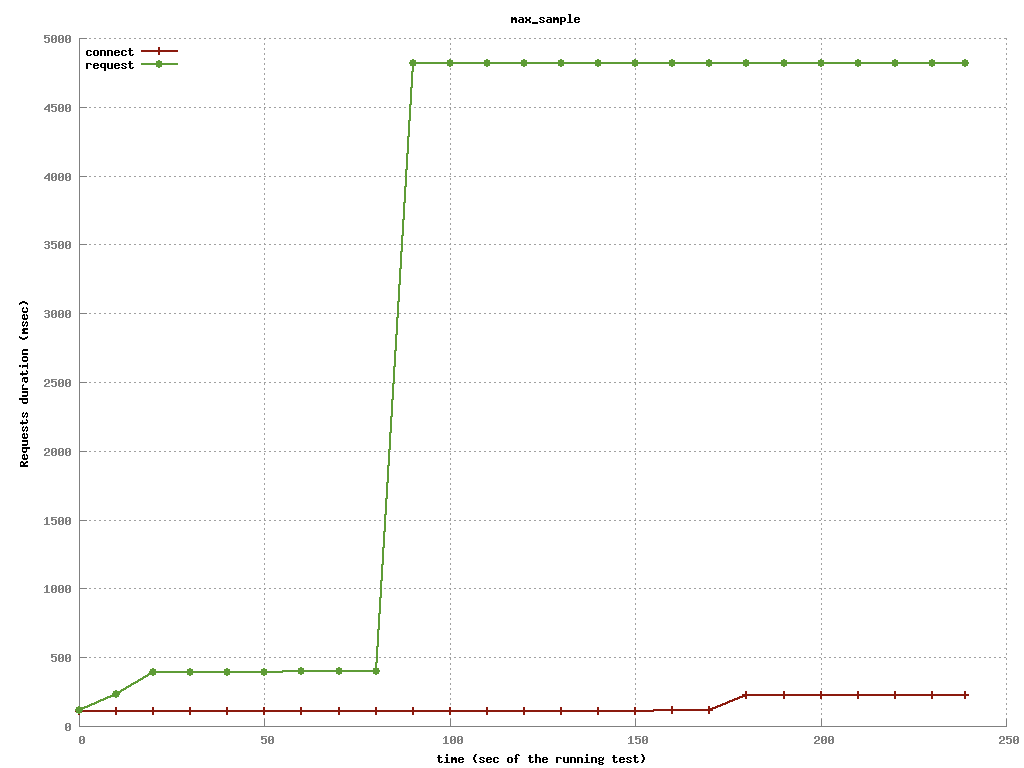 max_sample
connect
request
5000
4500
4000
3500
3000
2500
2000
1500
1000
500
0
0 50 100 150 200 250
Requests duration (msec)
time (sec of the running test)